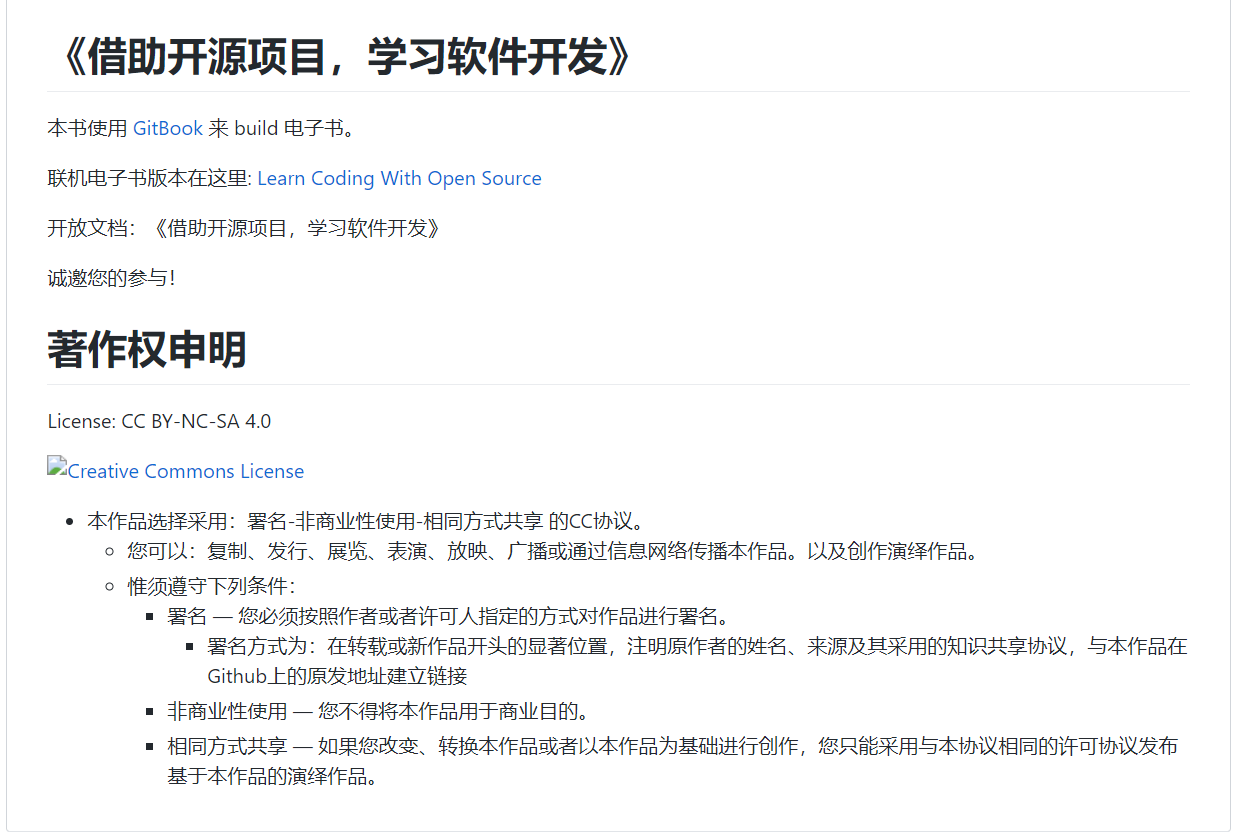 《借助开源项目，学习软件开发》
本书使用 GitBook 来 build 电子书。
联机电子书版本在这里: Learn Coding With Open Source
开放文档：《借助开源项目，学习软件开发》
诚邀您的参与！
著作权申明
License: CC BY-NC-SA 4.0
Creative Commons License
本作品选择采用：署名-非商业性使用-相同方式共享 的CC协议。
您可以：复制、发行、展览、表演、放映、广播或通过信息网络传播本作品。以及创作演绎作品。
惟须遵守下列条件：
署名 — 您必须按照作者或者许可人指定的方式对作品进行署名。
署名方式为：在转载或新作品开头的显著位置，注明原作者的姓名、来源及其采用的知识共享协议，与本作品在
Github上的原发地址建立链接
非商业性使用 — 您不得将本作品用于商业目的。
相同方式共享 — 如果您改变、转换本作品或者以本作品为基础进行创作，您只能采用与本协议相同的许可协议发布
基于本作品的演绎作品。